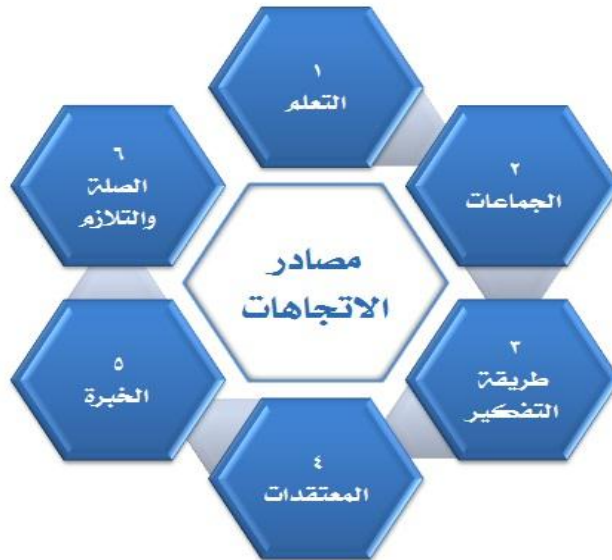 مصادر
الاتجاهات
١
التعلم
٢
الجماعات
٣
طريقة
التفكير
٤
المعتقدات
٥
الخبرة
٦
الصلة
والتلازم